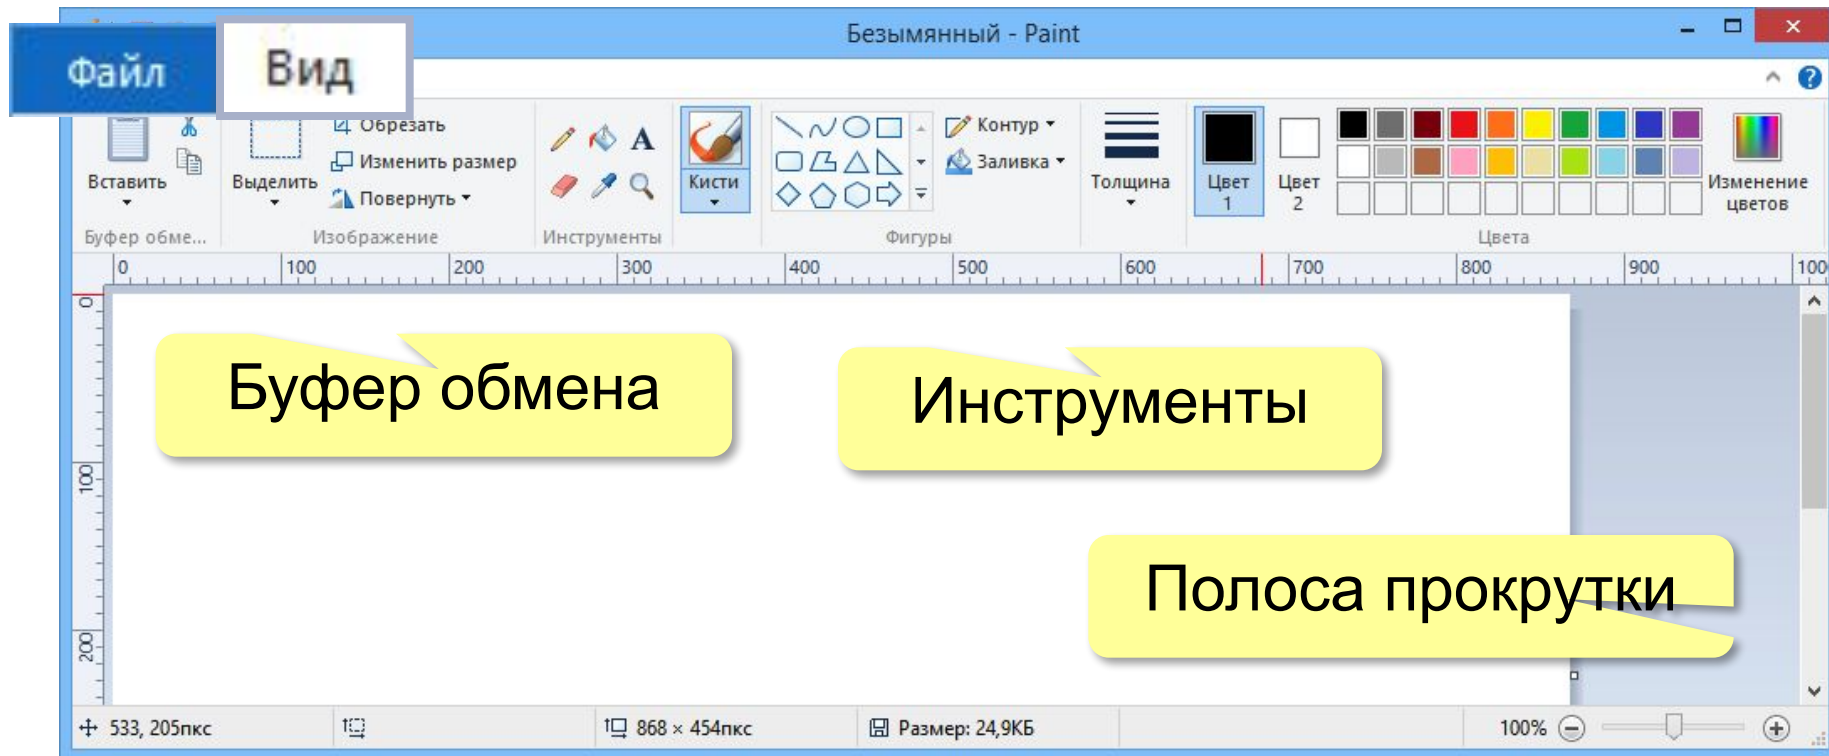 Безымянный - Paint
Файл
Вид
Вставить
Буфер обме...
Выделить
Обрезать
Изменить размер
Повернуть
Изображение
A
Инструменты
Кисти
Контур
Заливка
Фигуры
Толщина
Цвет
1
Цвет
2
Изменение
цветов
Цвета
0 100 200 300 400 500 600 700 800 900 100
0
100
200
Буфер обмена
Инструменты
Полоса прокрутки
533, 205пкс
868 × 454пкс
Размер: 24,9КБ
100%